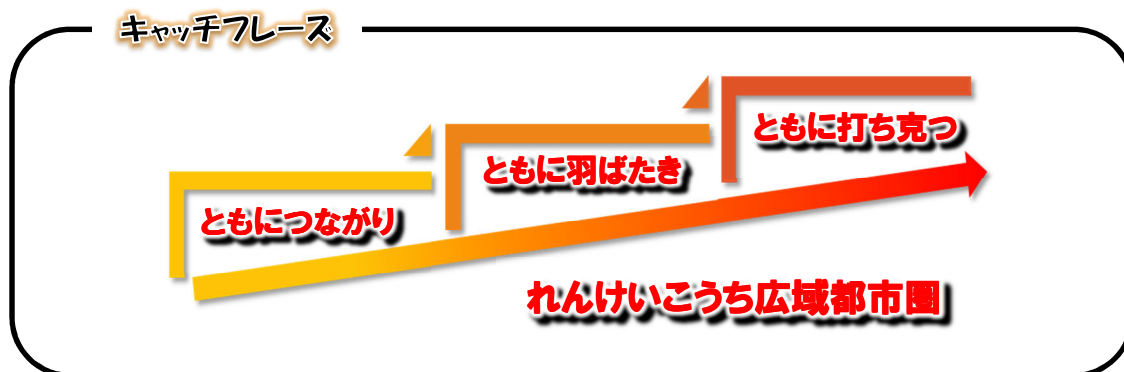 キャッチフレーズ
ともにつながり
ともに羽ばたき
ともに打ち克つ
れんけいこうち広域都市圏